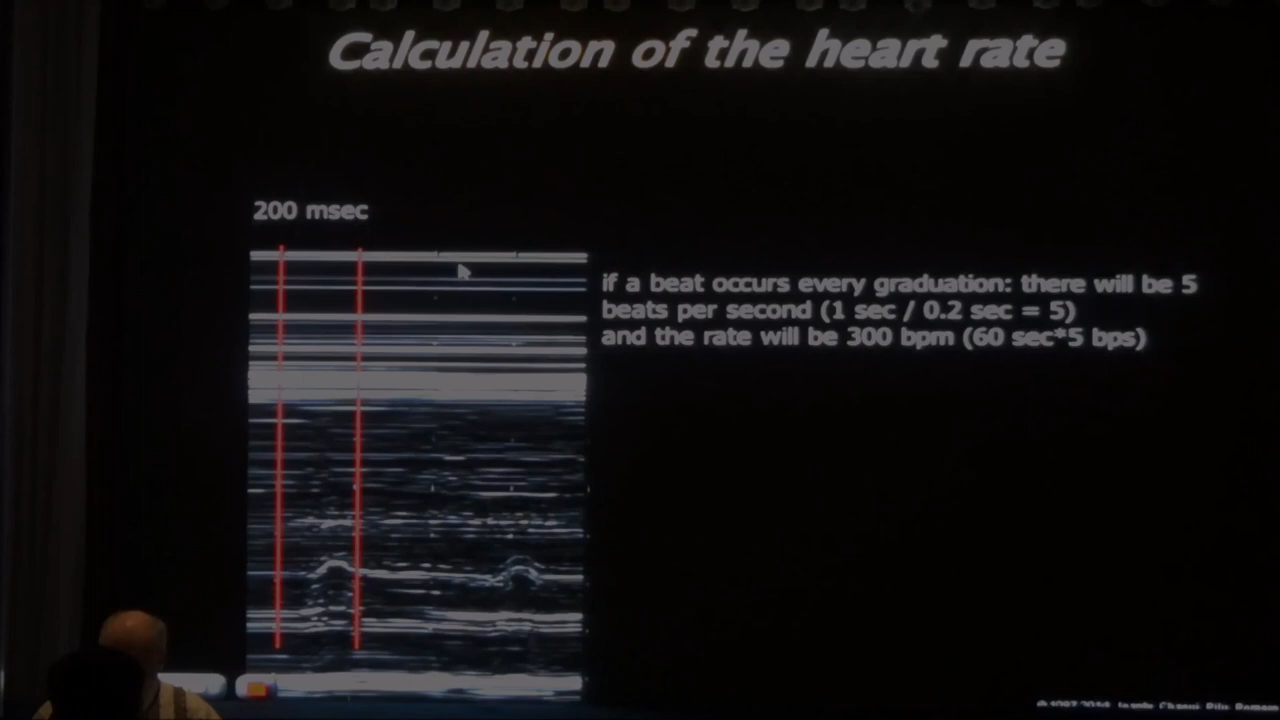 Calculation of the heart rate
200 msec
if a beat occurs every graduation: there will be 5
beats per second (1 sec / 0.2 sec = 5)
and the rate will be 300 bpm (60 sec*5 bps)